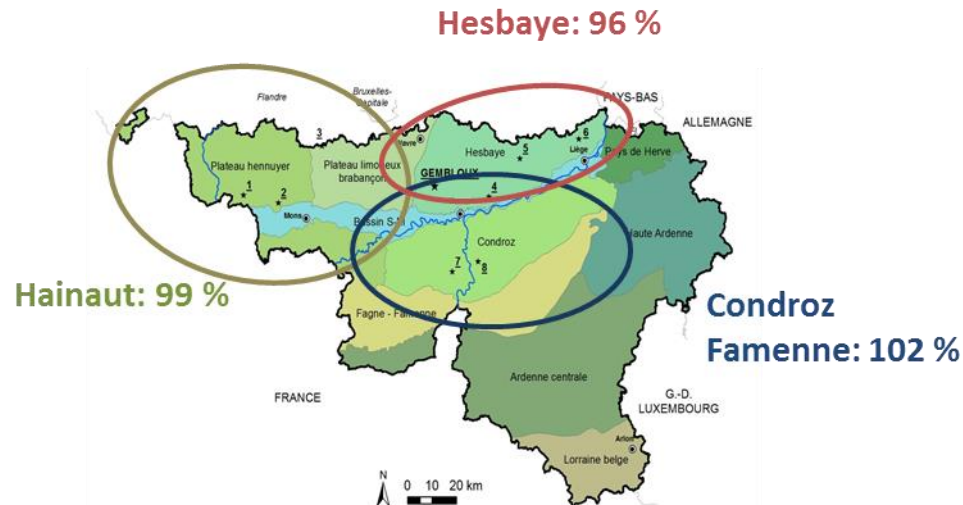 Hesbaye: 96 %
PAYS-BAS
ALLEMAGNE
Flandre
Bruxelles-
Capitale
3
Wavre
6
5
Hesbaye
Liège
Pays de Herve
Plateau hennuyer
Plateau limoneux
brabançon
GEMBLOUX
1
2
4
Mons
Bassin S-M
Haute Ardenne
Condroz
7
8
Hainaut: 99 %
Condroz
Famenne: 102 %
Fagne - Famenne
Ardenne centrale
FRANCE
G.-D.
LUXEMBOURG
Arlon
Lorraine belge
N
0 10 20 km